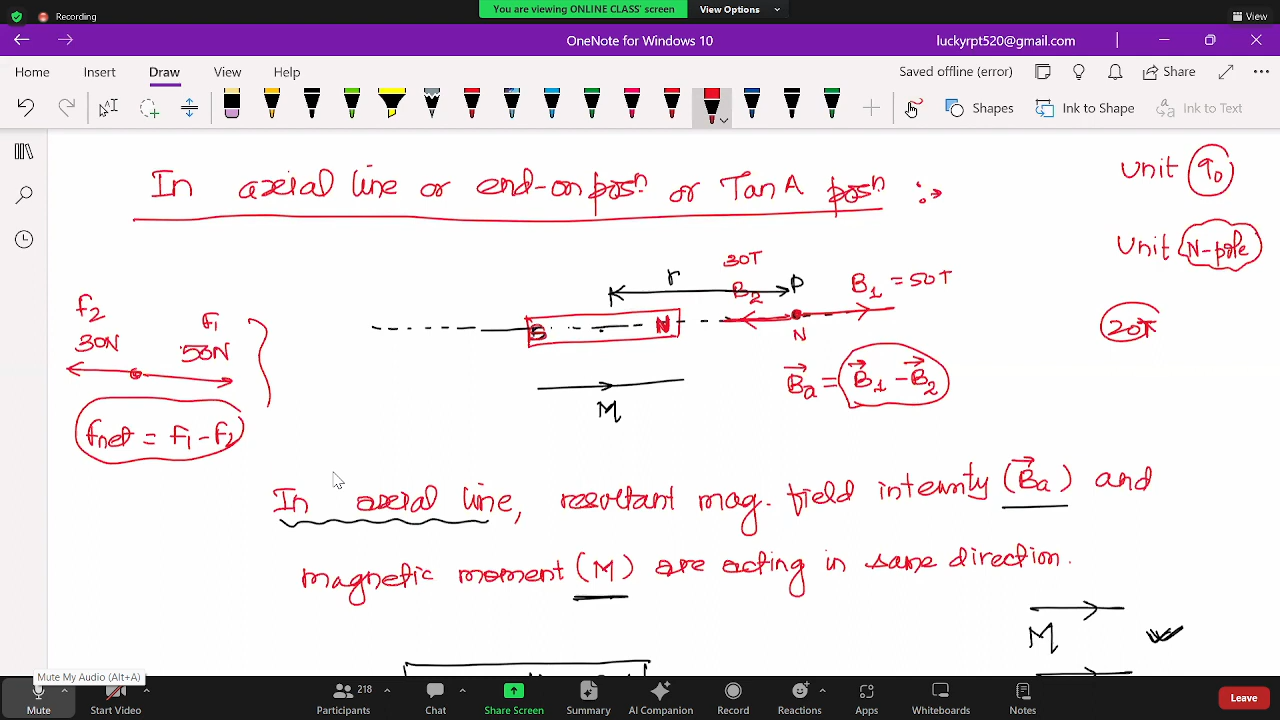 Recording
You are viewing ONLINE CLASS' screen
View Options
View
OneNote for Windows 10
luckyrpt520@gmail.com
Home
Insert
Draw
View
Help
Saved offline (error)
Share
Shapes
Ink to Shape
Ink to Text
In axial line or end-on posn or Tan A posn :→
Unit q0
Unit N-pole
r
30T
B2
P
B1 = 50T
S
N
N
f2
30N
f1
50N
20T
M
Ba = B1 - B2
fnet = f1 - f2
In axial line, resultant mag. field intensity (Ba) and
magnetic moment (M) are acting in same direction.
M
Mute My Audio (Alt+A)
Mute
Start Video
218
Participants
Chat
Share Screen
Summary
AI Companion
Record
Reactions
Apps
Whiteboards
Notes
Leave